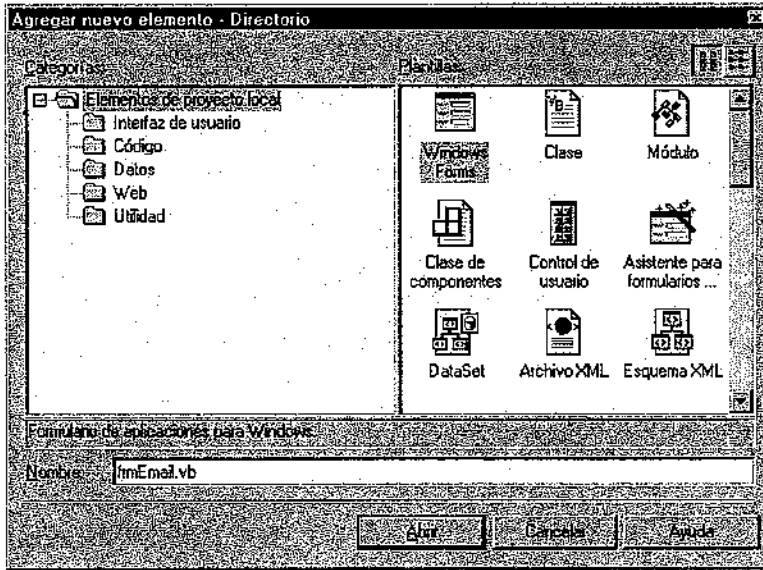 Agregar nuevo elemento - Directorio
Categorías:
Plantillas:
Elementos de proyecto local
Interfaz de usuario
Código
Datos
Web
Utilidad
Windows Forms
Clase
Módulo
Clase de componentes
Control de usuario
Asistente para formularios ...
DataSet
Archivo XML
Esquema XML
Formulario de aplicaciones para Windows
Nombre:
frmEmail.vb
Abrir
Cancelar
Ayuda